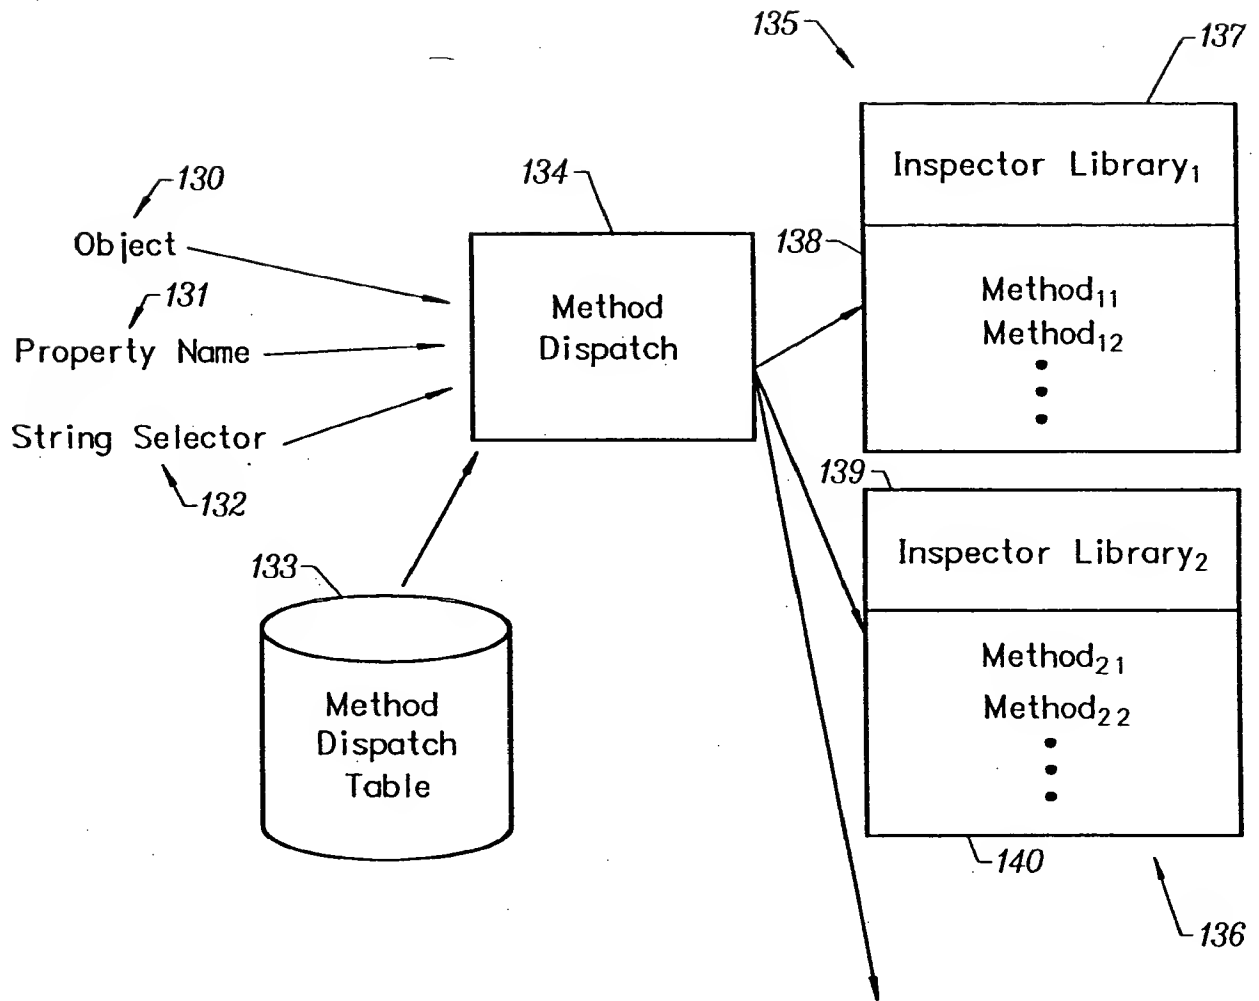 135
137
130
134
Inspector Library₁
Object
138
131
Method
Dispatch
Method₁₁
Method₁₂
Property Name
String Selector
132
139
Inspector Library₂
133
Method₂₁
Method₂₂
Method
Dispatch
Table
140
136